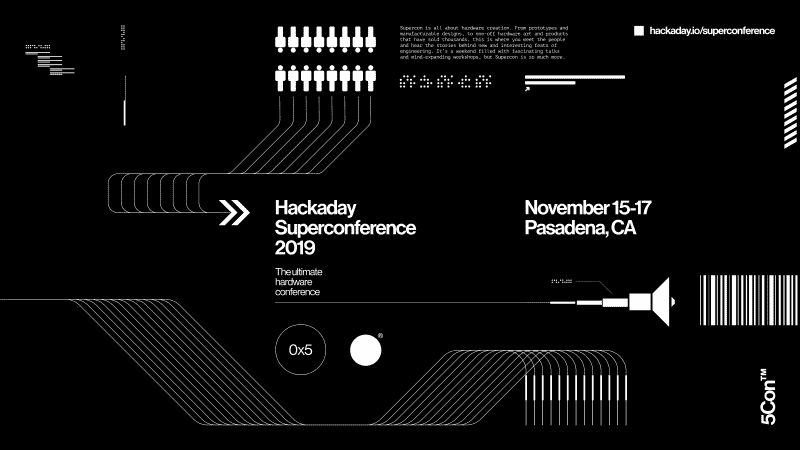 Supercon is all about hardware creation. From prototypes and
manufacturable designs, to one-off hardware art and products
that have sold thousands, this is where you meet the people
and hear the stories behind new and interesting feats of
engineering. It's a weekend filled with fascinating talks
and mind-expanding workshops, but Supercon is so much more.
hackaday.io/superconference
Hackaday
Superconference
2019
November 15-17
Pasadena, CA
The ultimate
hardware
conference
0x5
®
5Con™